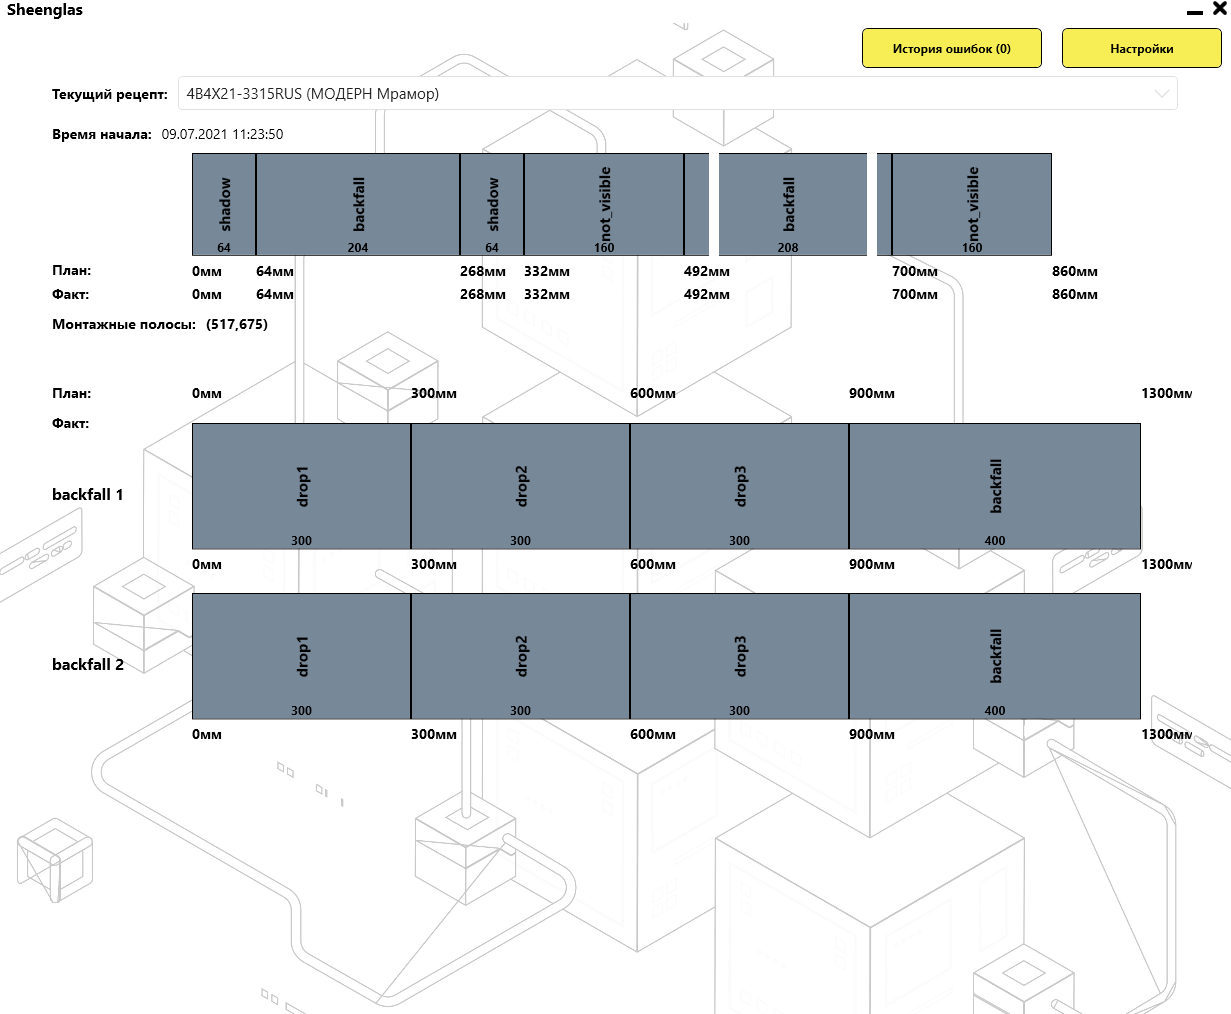 Sheenglas
История ошибок (0) Настройки
Текущий рецепт: 4B4X21-3315RUS (МОДЕРН Мрамор)
Время начала: 09.07.2021 11:23:50
shadow backfall shadow not_visible backfall not_visible
64 204 64 160 208 160
План: 0мм 64мм 268мм 332мм 492мм 700мм 860мм
Факт: 0мм 64мм 268мм 332мм 492мм 700мм 860мм
Монтажные полосы: (517,675)
План: 0мм 300мм 600мм 900мм 1300мм
Факт:
backfall 1 drop1 drop2 drop3 backfall
300 300 300 400
0мм 300мм 600мм 900мм 1300мм
backfall 2 drop1 drop2 drop3 backfall
300 300 300 400
0мм 300мм 600мм 900мм 1300мм